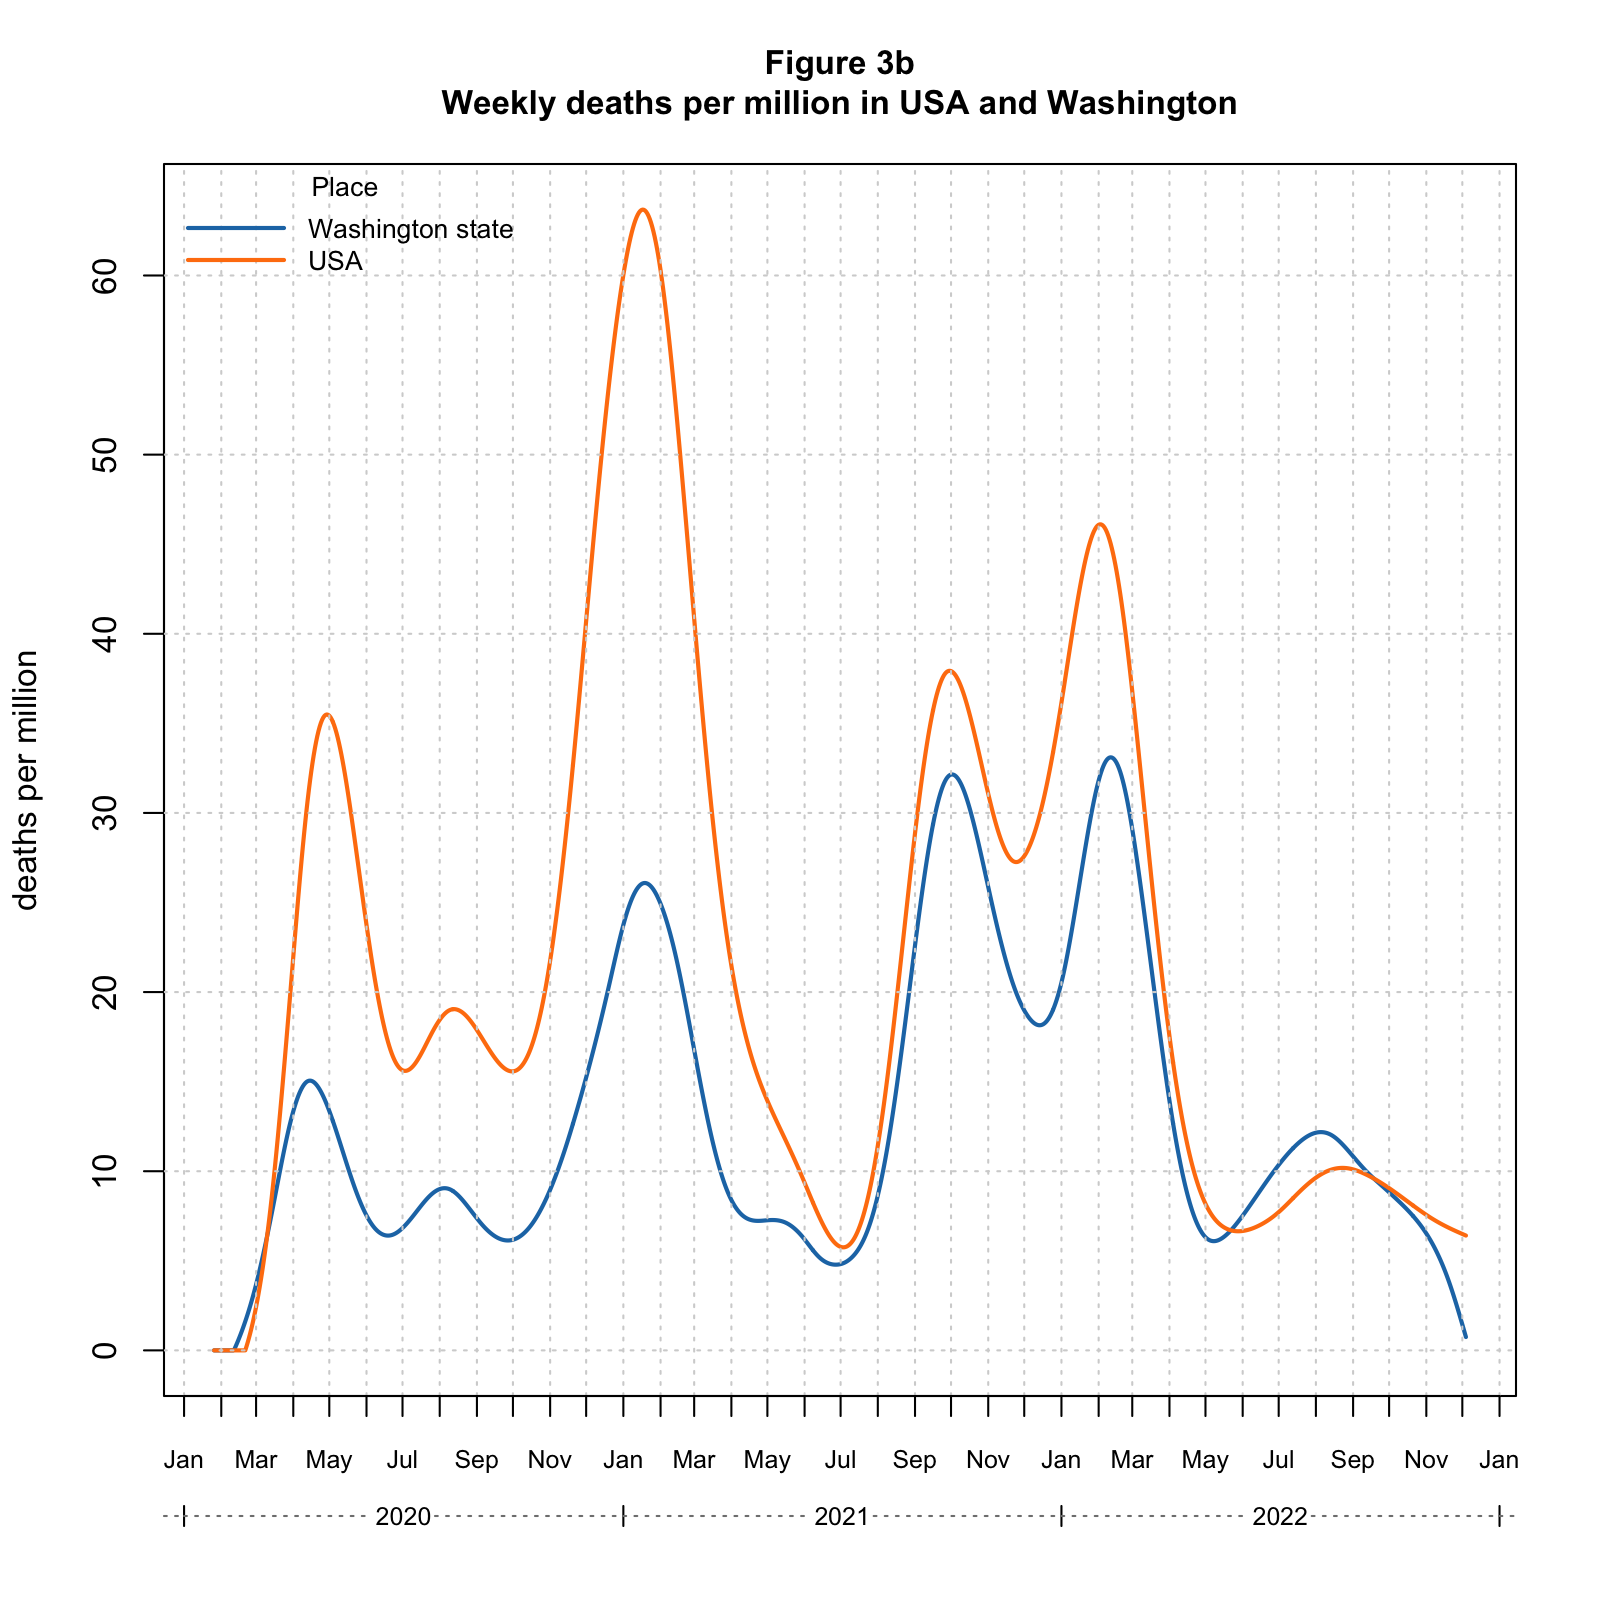 Figure 3b
Weekly deaths per million in USA and Washington
Place
Washington state
USA
deaths per million
60
50
40
30
20
10
0
Jan Mar May Jul Sep Nov Jan Mar May Jul Sep Nov Jan Mar May Jul Sep Nov Jan
2020 2021 2022